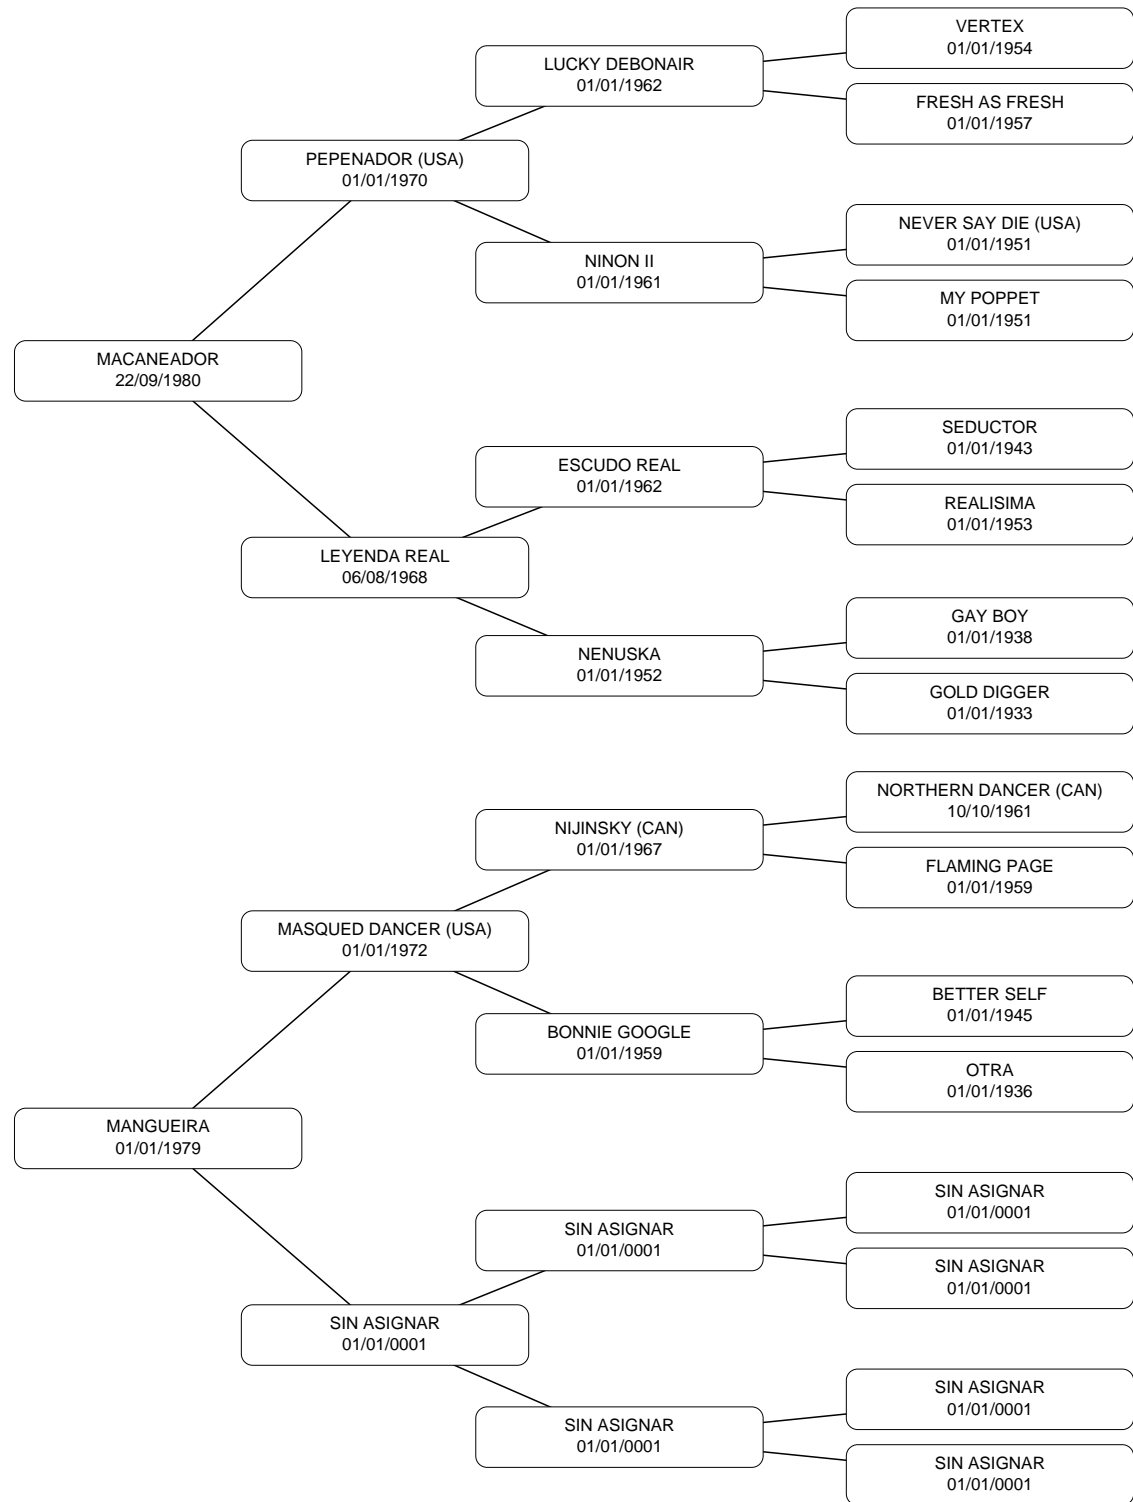 VERTEX
01/01/1954
LUCKY DEBONAIR
01/01/1962
FRESH AS FRESH
01/01/1957
PEPENADOR (USA)
01/01/1970
NEVER SAY DIE (USA)
01/01/1951
NINON II
01/01/1961
MY POPPET
01/01/1951
MACANEADOR
22/09/1980
SEDUCTOR
01/01/1943
ESCUDO REAL
01/01/1962
REALISIMA
01/01/1953
LEYENDA REAL
06/08/1968
GAY BOY
01/01/1938
NENUSKA
01/01/1952
GOLD DIGGER
01/01/1933
NORTHERN DANCER (CAN)
10/10/1961
NIJINSKY (CAN)
01/01/1967
FLAMING PAGE
01/01/1959
MASQUED DANCER (USA)
01/01/1972
BETTER SELF
01/01/1945
BONNIE GOOGLE
01/01/1959
OTRA
01/01/1936
MANGUEIRA
01/01/1979
SIN ASIGNAR
01/01/0001
SIN ASIGNAR
01/01/0001
SIN ASIGNAR
01/01/0001
SIN ASIGNAR
01/01/0001
SIN ASIGNAR
01/01/0001
SIN ASIGNAR
01/01/0001
SIN ASIGNAR
01/01/0001